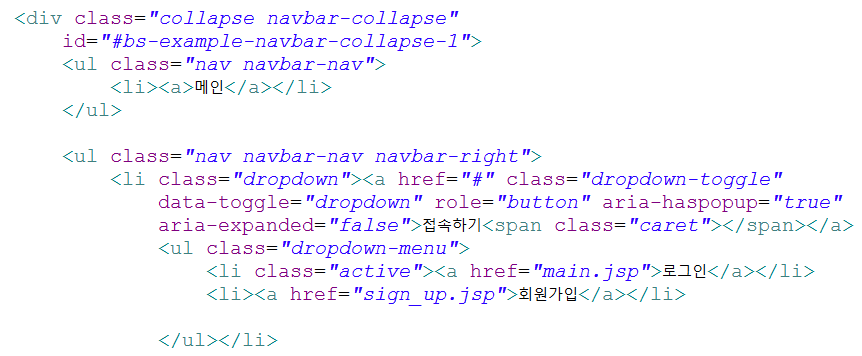 <div class="collapse navbar-collapse"
id="#bs-example-navbar-collapse-1">
<ul class="nav navbar-nav">
<li><a>메인</a></li>
</ul>
<ul class="nav navbar-nav navbar-right">
<li class="dropdown"><a href="#" class="dropdown-toggle"
data-toggle="dropdown" role="button" aria-haspopup="true"
aria-expanded="false">접속하기<span class="caret"></span></a>
<ul class="dropdown-menu">
<li class="active"><a href="main.jsp">로그인</a></li>
<li><a href="sign_up.jsp">회원가입</a></li>
</ul></li>